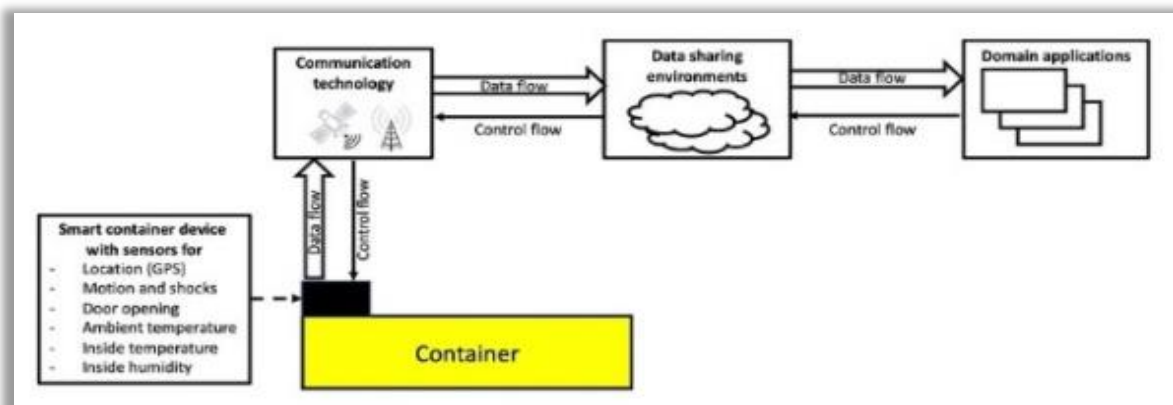 Communication
technology
Data flow
Control flow
Data sharing
environments
Data flow
Control flow
Domain applications
Data flow
Control flow
Smart container device
with sensors for
- Location (GPS)
- Motion and shocks
- Door opening
- Ambient temperature
- Inside temperature
- Inside humidity
Container